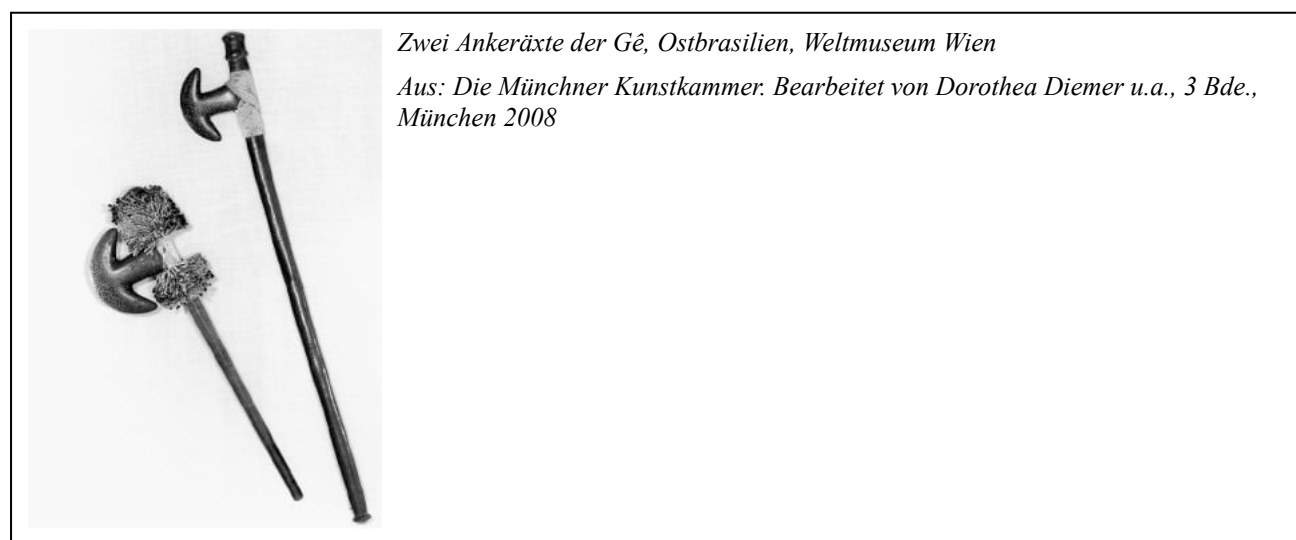 Zwei Ankeräxte der Gê, Ostbrasilien, Weltmuseum Wien
Aus: Die Münchner Kunstkammer. Bearbeitet von Dorothea Diemer u.a., 3 Bde.,
München 2008